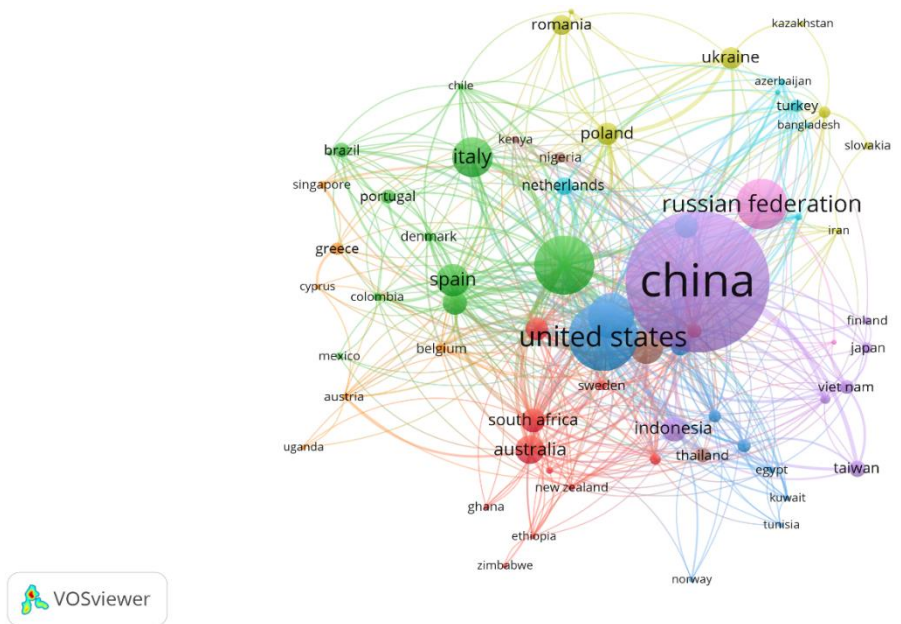 romania
kazakhstan
ukraine
azerbaijan
chile
turkey
bangladesh
poland
kenya
slovakia
brazil
italy
nigeria
singapore
netherlands
portugal
russian federation
iran
denmark
greece
spain
china
cyprus
colombia
finland
united states
belgium
japan
mexico
sweden
viet nam
austria
south africa
indonesia
uganda
australia
thailand
taiwan
egypt
new zealand
kuwait
ghana
tunisia
ethiopia
zimbabwe
norway
VOSviewer